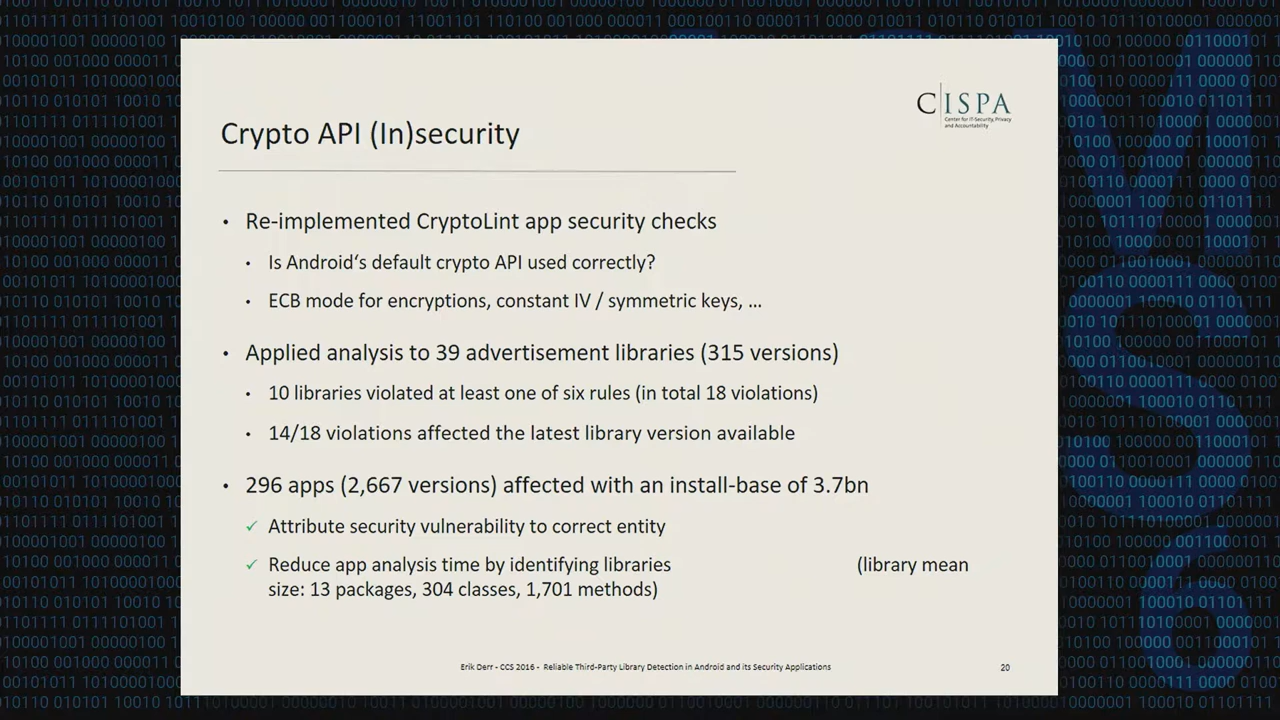 C|ISPA
Center for IT-Security, Privacy
and Accountability
Crypto API (In)security
• Re-implemented CryptoLint app security checks
• Is Android‘s default crypto API used correctly?
• ECB mode for encryptions, constant IV / symmetric keys, ...
• Applied analysis to 39 advertisement libraries (315 versions)
• 10 libraries violated at least one of six rules (in total 18 violations)
• 14/18 violations affected the latest library version available
• 296 apps (2,667 versions) affected with an install-base of 3.7bn
✓ Attribute security vulnerability to correct entity
✓ Reduce app analysis time by identifying libraries (library mean
size: 13 packages, 304 classes, 1,701 methods)
Erik Derr - CCS 2016 - Reliable Third-Party Library Detection in Android and its Security Applications
20